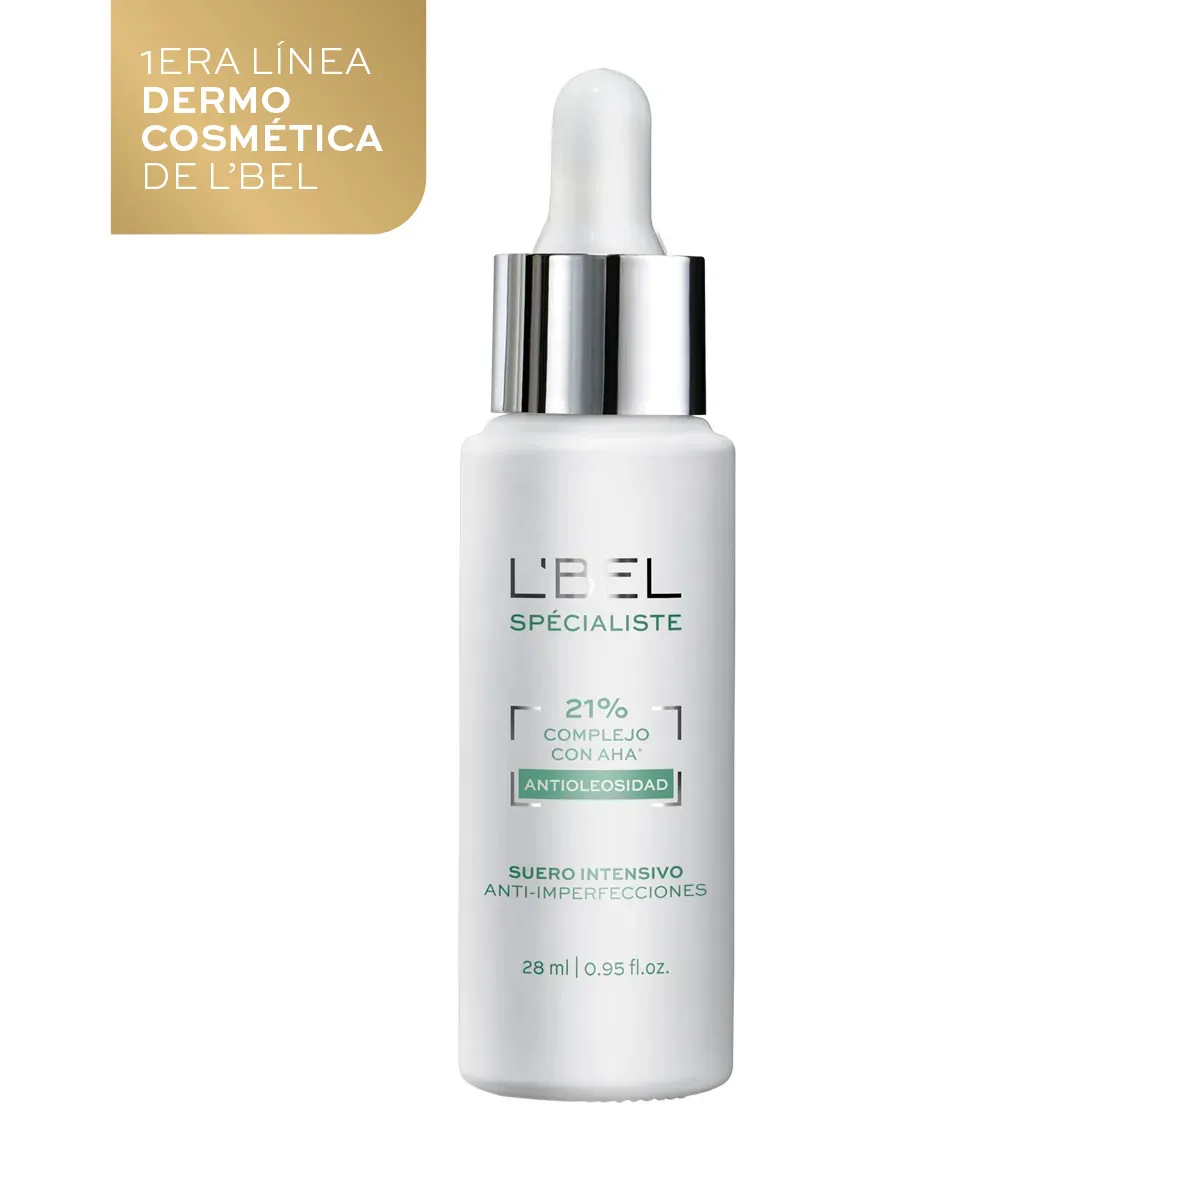 1ERA LÍNEA
DERMO
COSMÉTICA
DE L'BEL
L'BEL
SPÉCIALISTE
21%
COMPLEJO
CON AHA*
ANTIOLEOSIDAD
SUERO INTENSIVO
ANTI-IMPERFECCIONES
28 ml | 0.95 fl.oz.